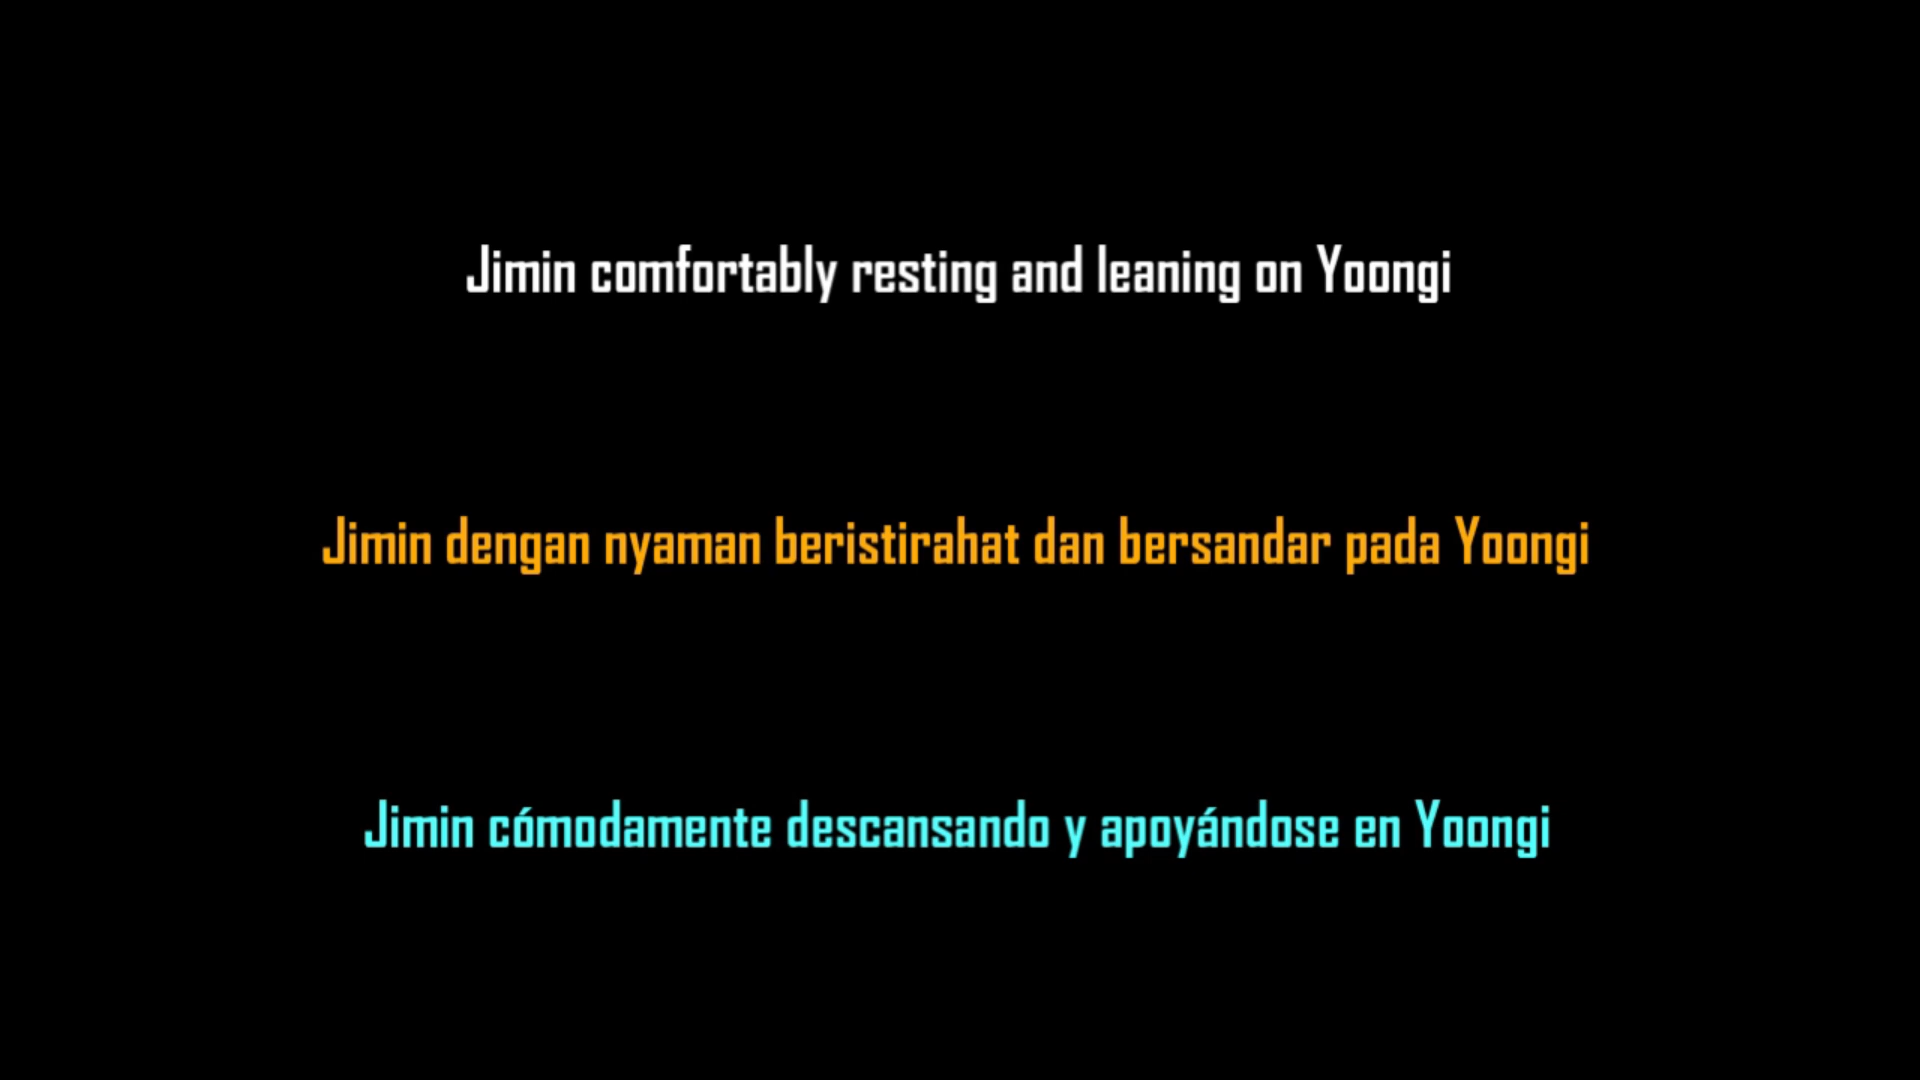 Jimin comfortably resting and leaning on Yoongi
Jimin dengan nyaman beristirahat dan bersandar pada Yoongi
Jimin cómodamente descansando y apoyándose en Yoongi